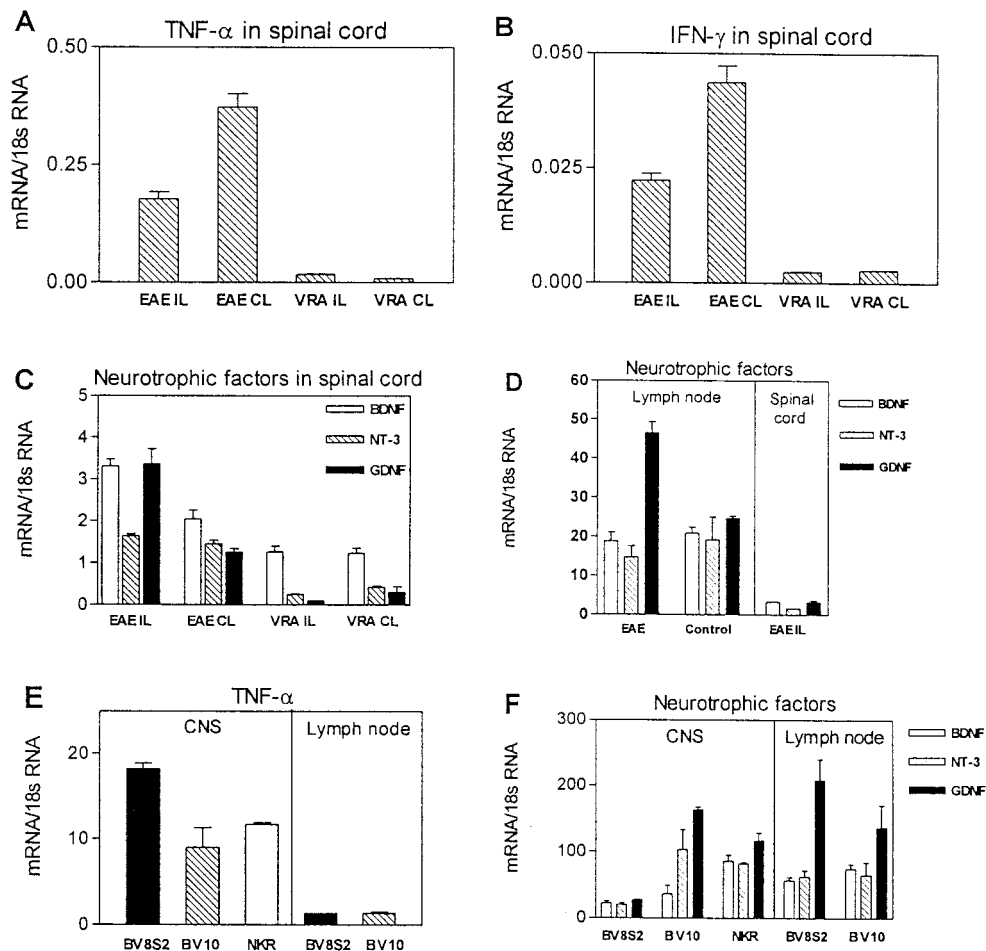 A
TNF-α in spinal cord
mRNA/18s RNA
0.50
0.25
0.00
EAE IL EAE CL VRA IL VRA CL
B
IFN-γ in spinal cord
mRNA/18s RNA
0.050
0.025
0.000
EAE IL EAE CL VRA IL VRA CL
C
Neurotrophic factors in spinal cord
mRNA/18s RNA
5
4
3
2
1
0
BDNF
NT-3
GDNF
EAE IL EAE CL VRA IL VRA CL
D
Neurotrophic factors
Lymph node
Spinal
cord
mRNA/18s RNA
60
50
40
30
20
10
0
EAE Control EAE IL
BDNF
NT-3
GDNF
E
TNF-α
CNS Lymph node
mRNA/18s RNA
20
10
0
BV8S2 BV10 NKR BV8S2 BV10
F
Neurotrophic factors
CNS Lymph node
mRNA/18s RNA
300
200
100
0
BV8S2 BV10 NKR BV8S2 BV10
BDNF
NT-3
GDNF